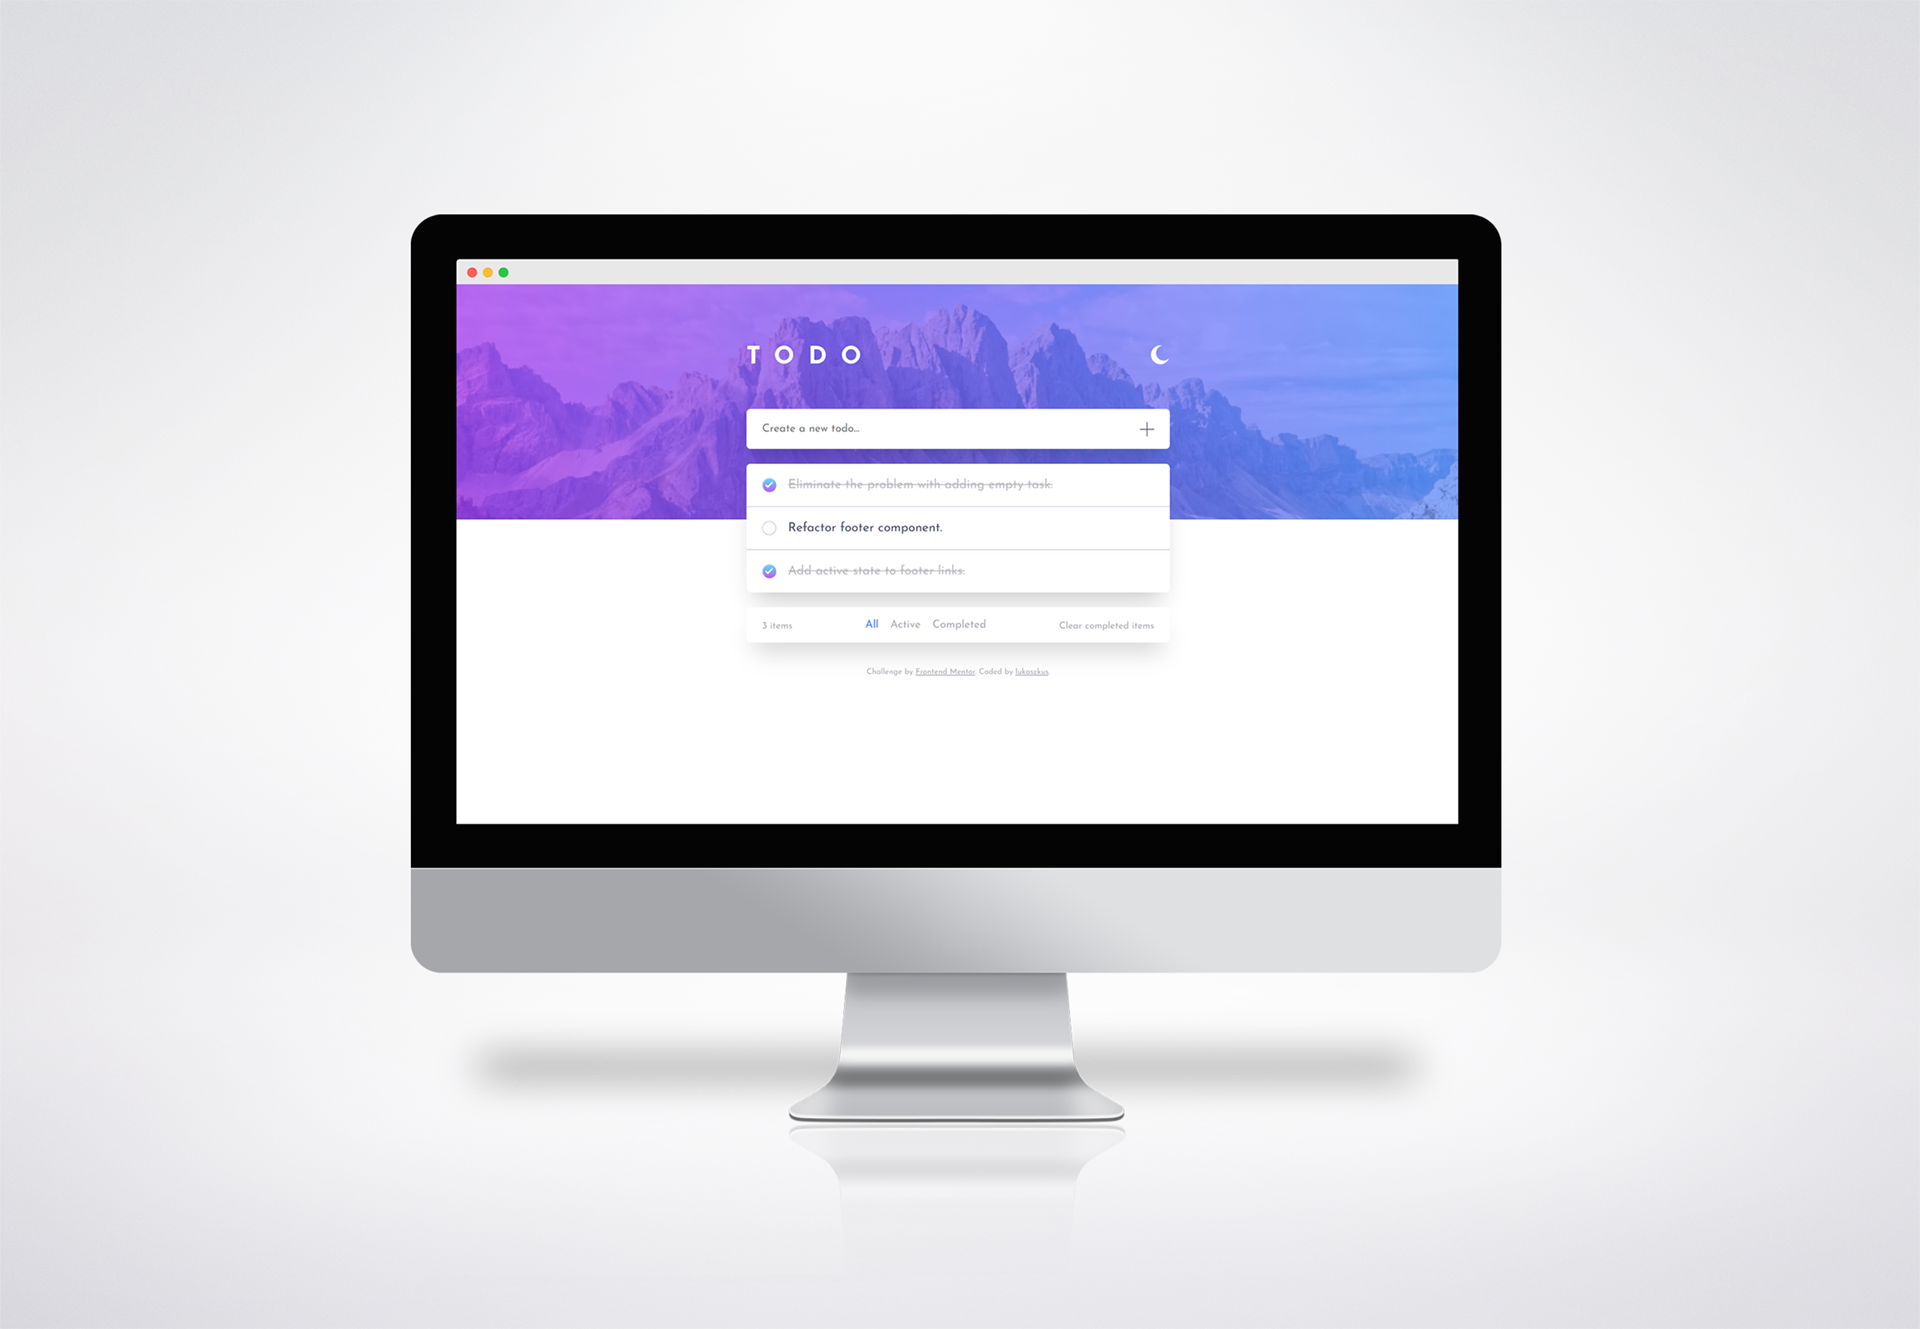 TODO
Create a new todo...
Eliminate the problem with adding empty task.
Refactor footer component.
Add active state to footer links.
3 items All Active Completed Clear completed items
Challenge by Frontend Mentor. Coded by lukaszkus.